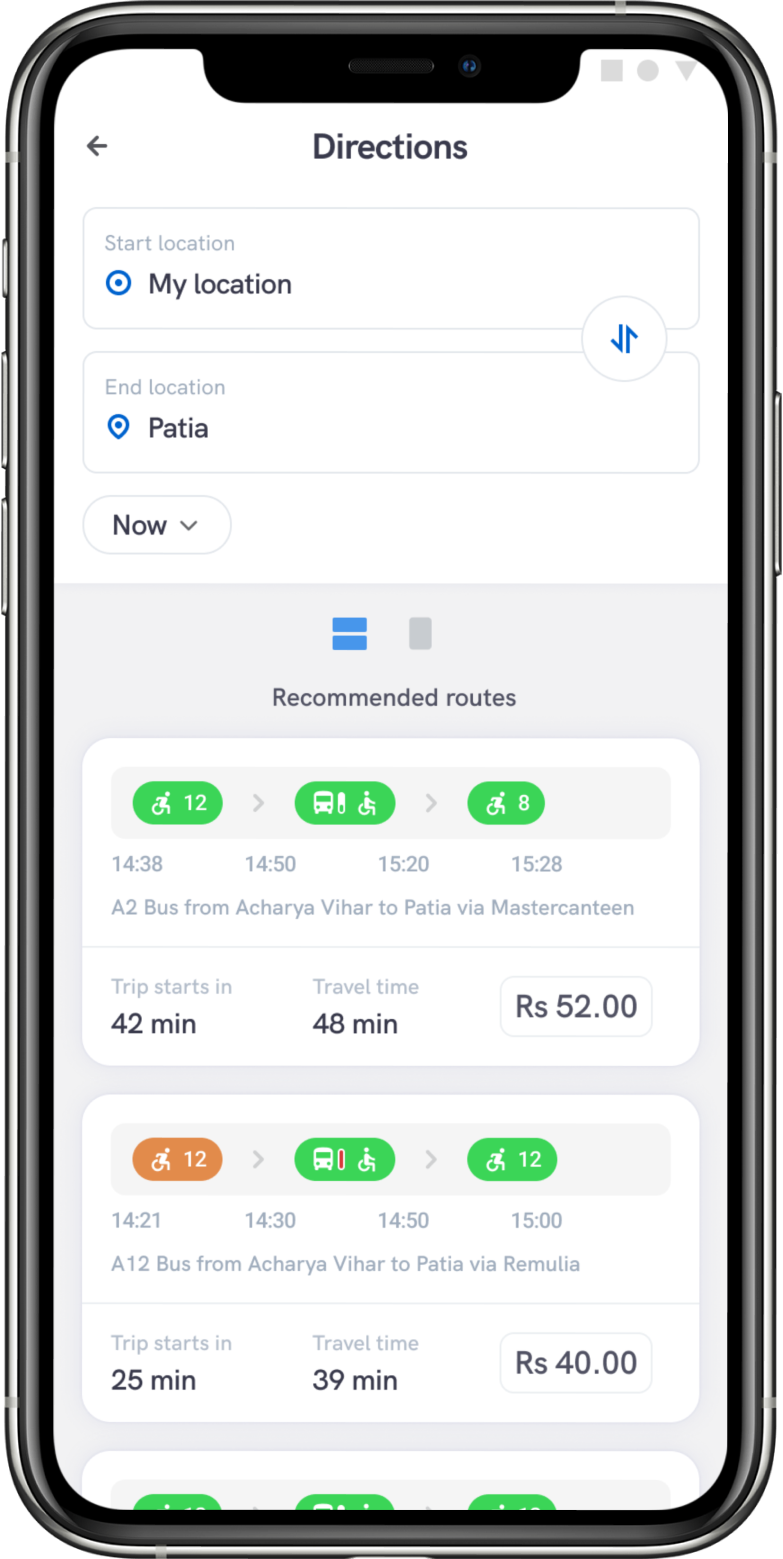 Directions
Start location
My location
End location
Patia
Now
Recommended routes
12 8
14:38 14:50 15:20 15:28
A2 Bus from Acharya Vihar to Patia via Mastercanteen
Trip starts in Travel time
42 min 48 min Rs 52.00
12 12
14:21 14:30 14:50 15:00
A12 Bus from Acharya Vihar to Patia via Remulia
Trip starts in Travel time
25 min 39 min Rs 40.00